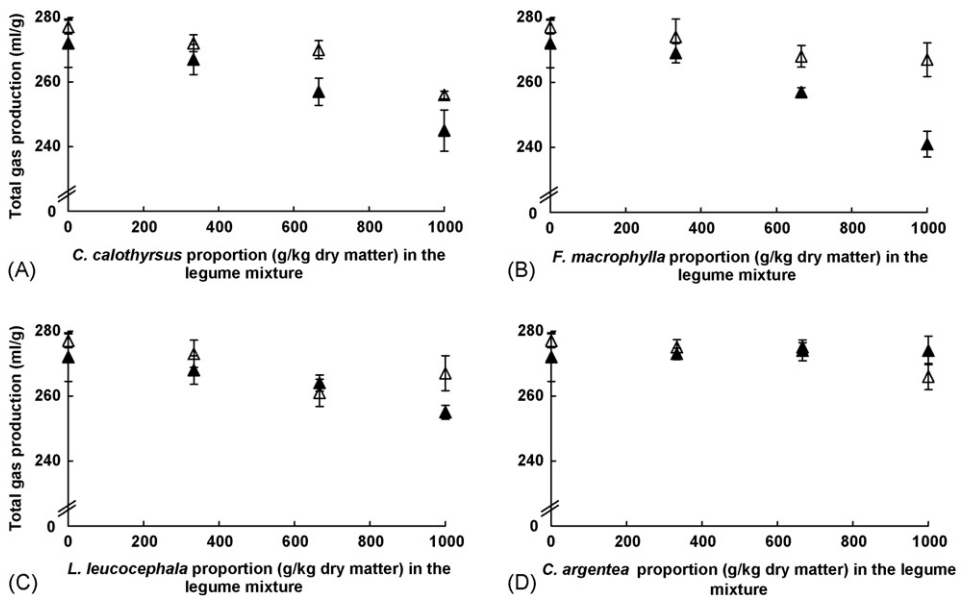 280
260
240
0
Total gas production (ml/g)
0 200 400 600 800 1000
C. calothyrsus proportion (g/kg dry matter) in the
legume mixture
(A)
280
260
240
0
0 200 400 600 800 1000
F. macrophylla proportion (g/kg dry matter) in the
legume mixture
(B)
280
260
240
0
Total gas production (ml/g)
0 200 400 600 800 1000
L. leucocephala proportion (g/kg dry matter) in the
legume mixture
(C)
280
260
240
0
0 200 400 600 800 1000
C. argentea proportion (g/kg dry matter) in the legume
mixture
(D)